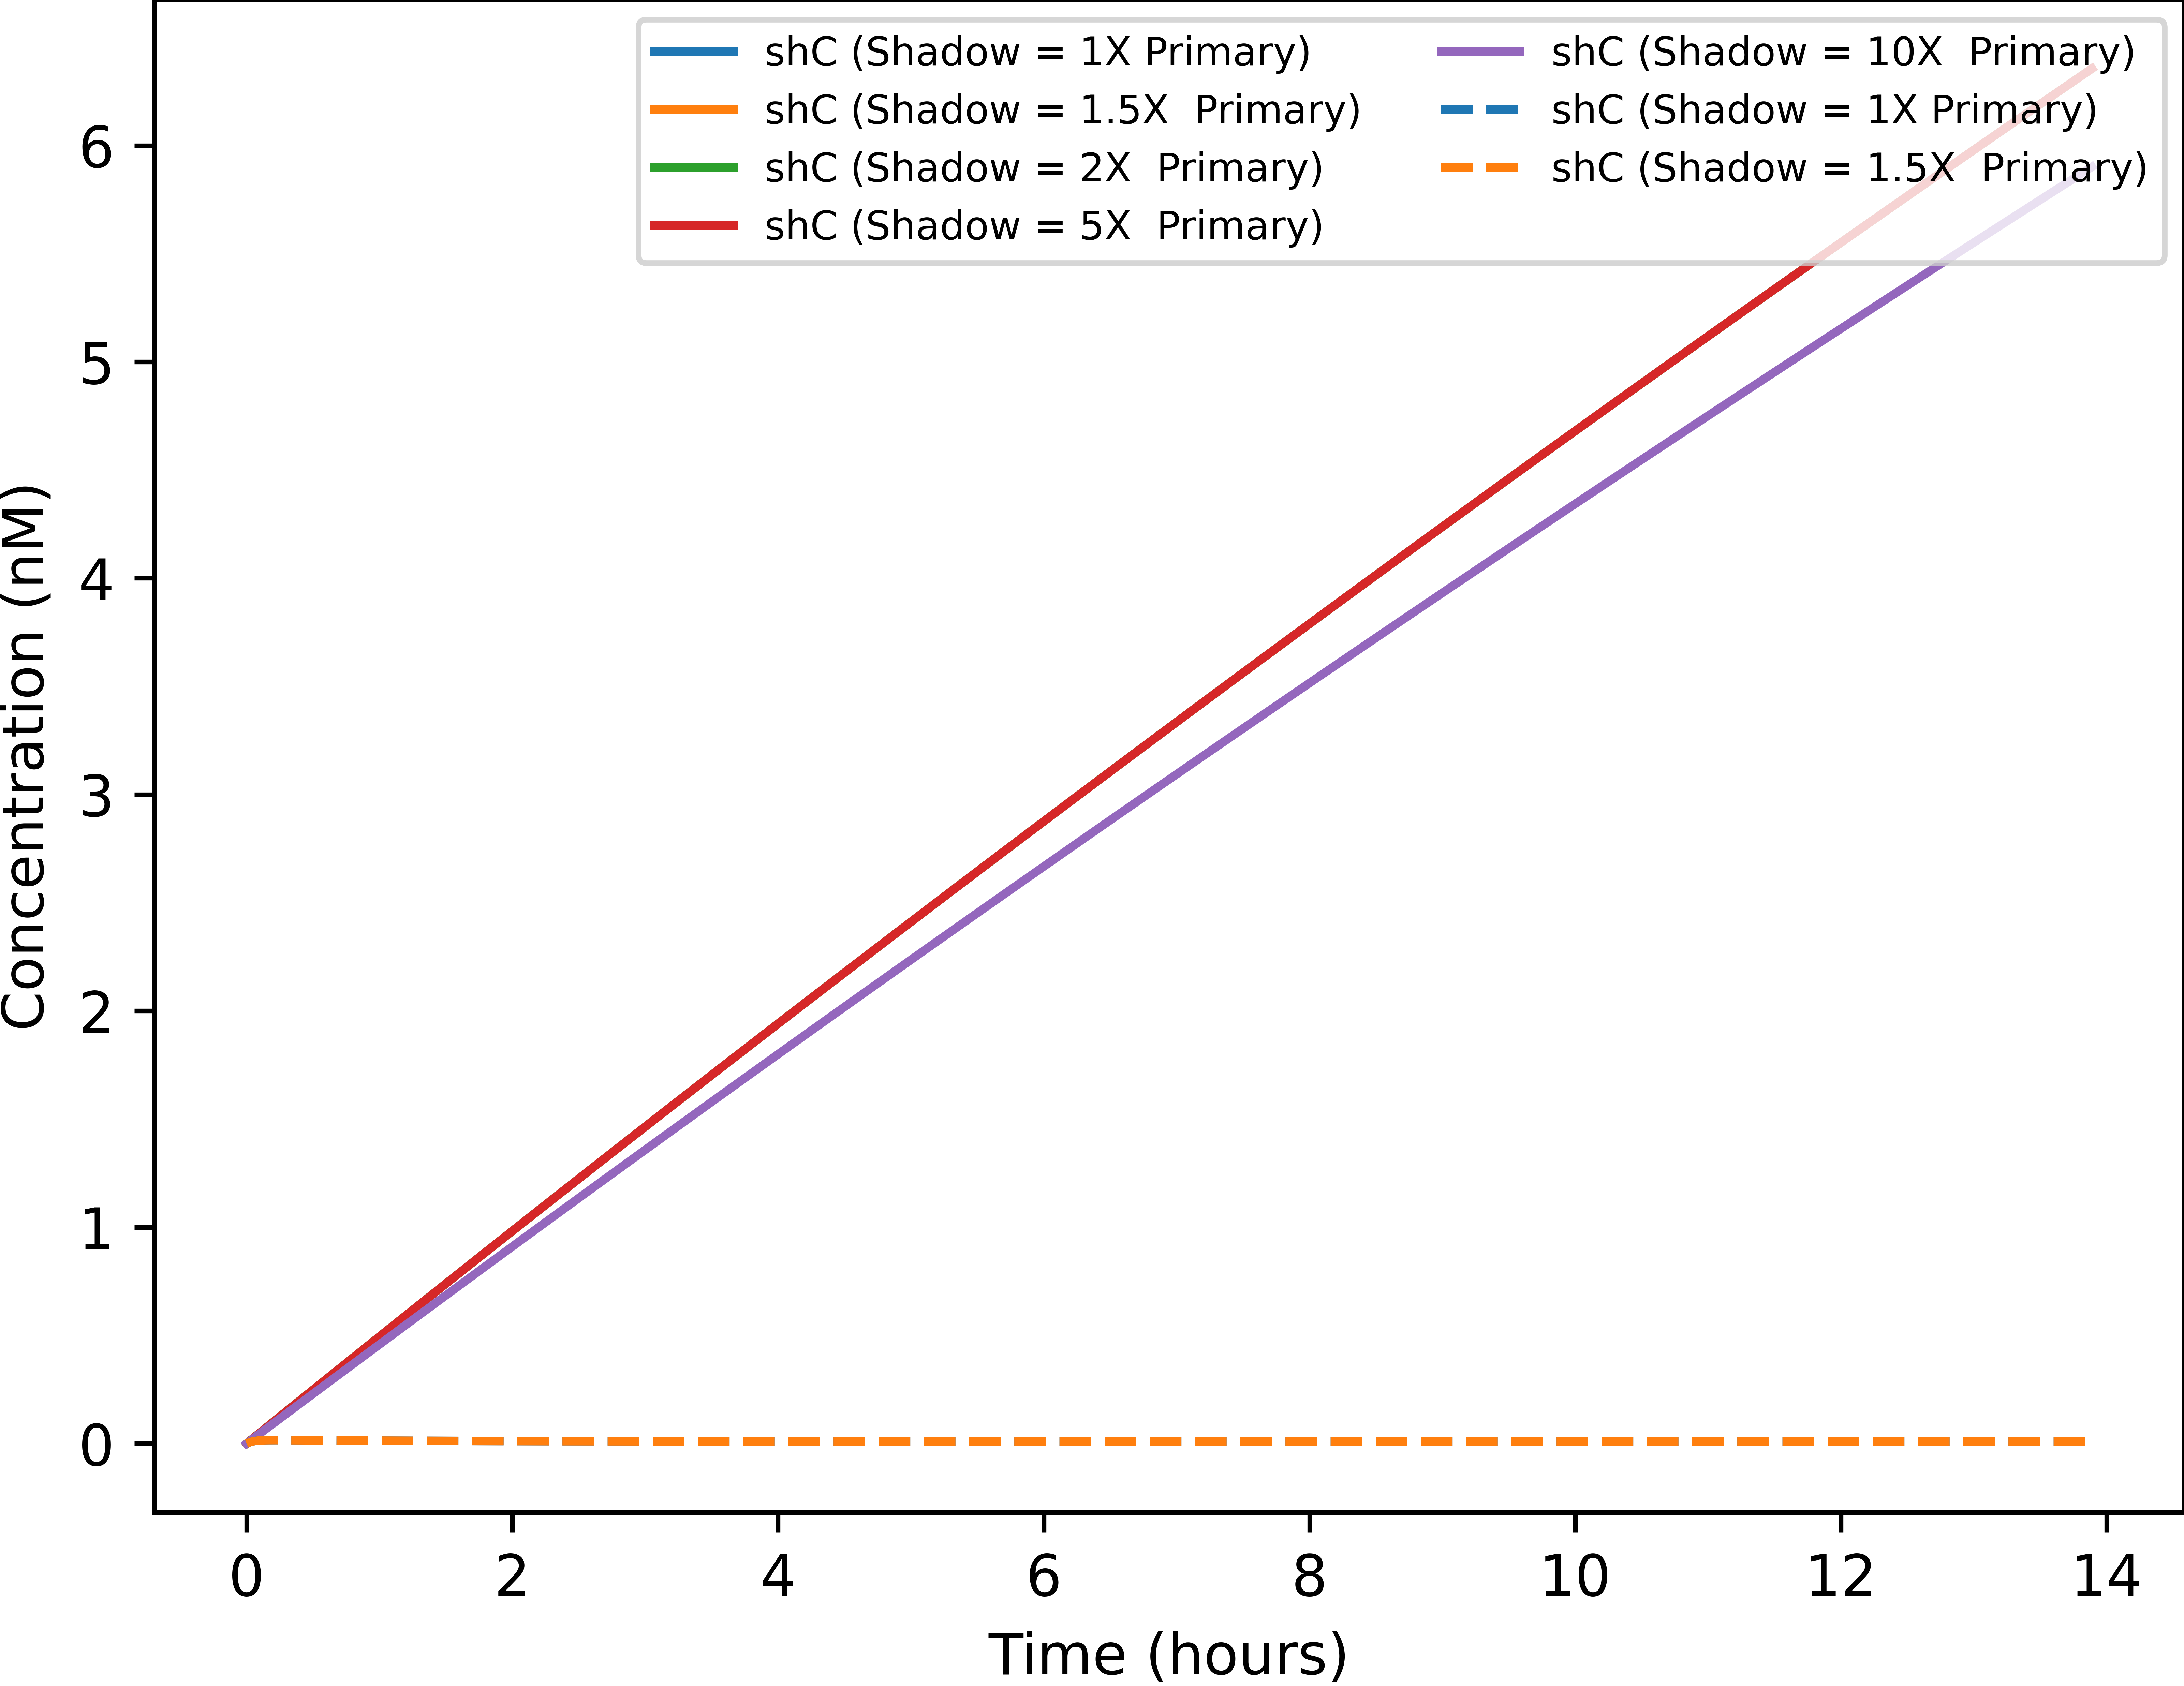 shC (Shadow = 1X Primary)
shC (Shadow = 1.5X  Primary)
shC (Shadow = 2X  Primary)
shC (Shadow = 5X  Primary)
shC (Shadow = 10X  Primary)
shC (Shadow = 1X Primary)
shC (Shadow = 1.5X  Primary)
Concentration (nM)
6
5
4
3
2
1
0
0 2 4 6 8 10 12 14
Time (hours)